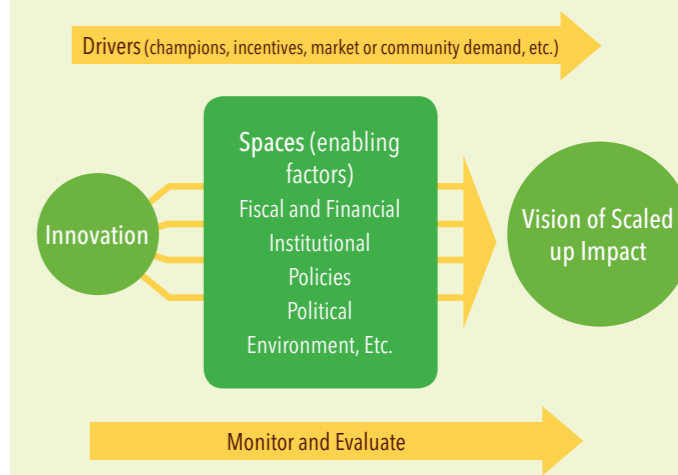 Drivers (champions, incentives, market or community demand, etc.)
Innovation
Spaces (enabling
factors)
Fiscal and Financial
Institutional
Policies
Political
Environment, Etc.
Vision of Scaled
up Impact
Monitor and Evaluate